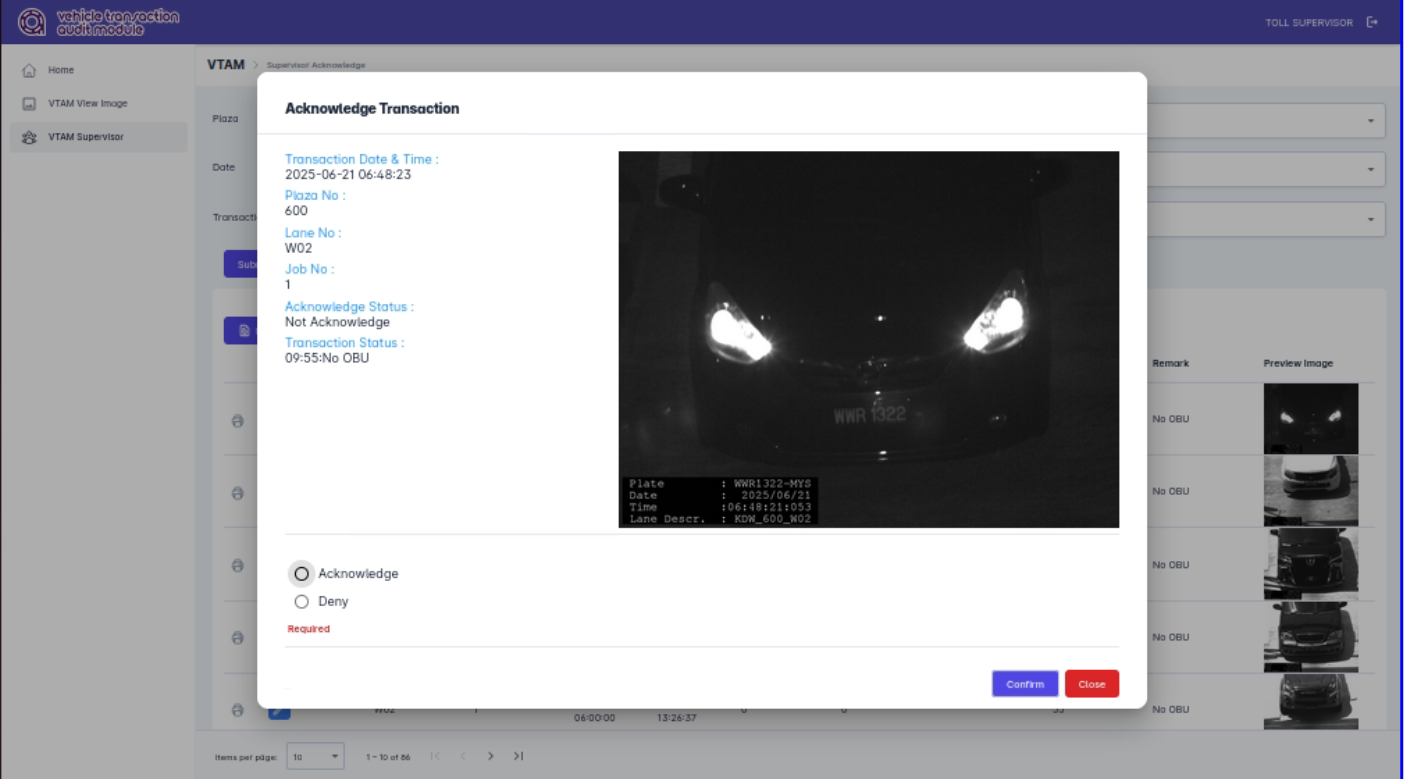 vehicle transaction
audit module
TOLL SUPERVISOR
Home
VTAM View Image
VTAM Supervisor
VTAM > Supervisor Acknowledge
Plaza
Date
Acknowledge Transaction
Transaction Date & Time :
2025-06-21 06:48:23
Plaza No :
600
Lane No :
W02
Job No :
1
Acknowledge Status :
Not Acknowledge
Transaction Status :
09:55:No OBU
WWR 1322
Plate : WWR1322-MYS
Date : 2025/06/21
Time :06:48:21:053
Lane Descr. : KDW_600_W02
Acknowledge
Deny
Required
Confirm
Close
Remark
Preview Image
No OBU
No OBU
No OBU
No OBU
No OBU
W02 1 06:00:00 13:26:37 0 0 55
Items per page: 10
1 – 10 of 86